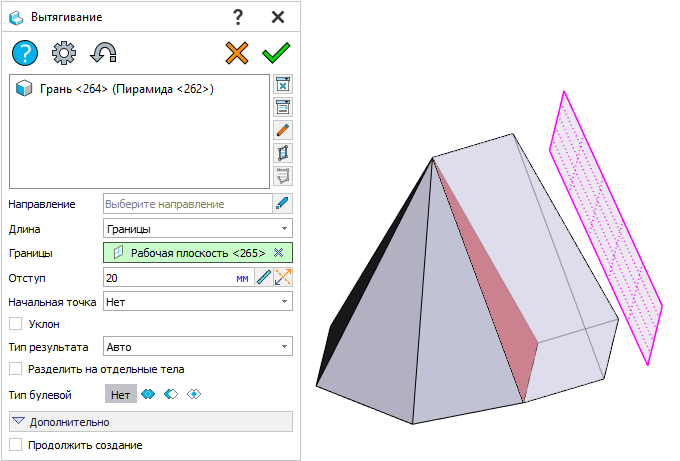 Вытягивание ?
?
Грань <264> (Пирамида <262>)
Направление Выберите направление
Длина Границы
Границы Рабочая плоскость <265>
Отступ 20 мм
Начальная точка Нет
Уклон
Тип результата Авто
Разделить на отдельные тела
Тип булевой Нет
Дополнительно
Продолжить создание